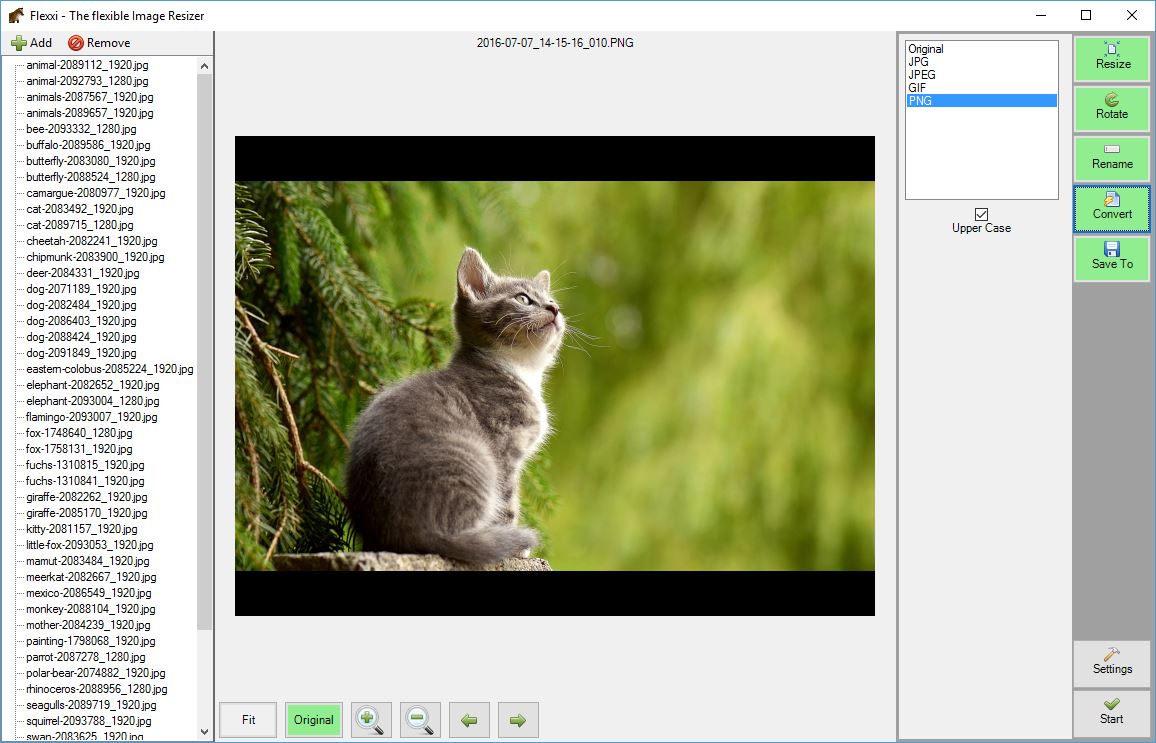 Flexxi - The flexible Image Resizer
Add Remove
animal-2089112_1920.jpg
animal-2092793_1280.jpg
animals-2087567_1920.jpg
animals-2089657_1920.jpg
bee-2093332_1280.jpg
buffalo-2089586_1920.jpg
butterfly-2083080_1920.jpg
butterfly-2088524_1280.jpg
camargue-2080977_1920.jpg
cat-2083492_1920.jpg
cat-2089715_1280.jpg
cheetah-2082241_1920.jpg
chipmunk-2083900_1920.jpg
deer-2084331_1920.jpg
dog-2071189_1920.jpg
dog-2082484_1920.jpg
dog-2086403_1920.jpg
dog-2088424_1920.jpg
dog-2091849_1920.jpg
eastern-colobus-2085224_1920.jpg
elephant-2082652_1920.jpg
elephant-2093004_1280.jpg
flamingo-2093007_1920.jpg
fox-1748640_1280.jpg
fox-1758131_1920.jpg
fuchs-1310815_1920.jpg
fuchs-1310841_1920.jpg
giraffe-2082262_1920.jpg
giraffe-2085170_1920.jpg
kitty-2081157_1920.jpg
little-fox-2093053_1920.jpg
mamut-2083484_1920.jpg
meerkat-2082667_1920.jpg
mexico-2086549_1920.jpg
monkey-2088104_1920.jpg
mother-2084239_1920.jpg
painting-1798068_1920.jpg
parrot-2087278_1280.jpg
polar-bear-2074882_1920.jpg
rhinoceros-2088956_1280.jpg
seagulls-2089719_1920.jpg
squirrel-2093788_1920.jpg
swan-2083625_1920.jpg
2016-07-07_14-15-16_010.PNG
Fit
Original
Original
JPG
JPEG
GIF
PNG
Upper Case
Resize
Rotate
Rename
Convert
Save To
Settings
Start